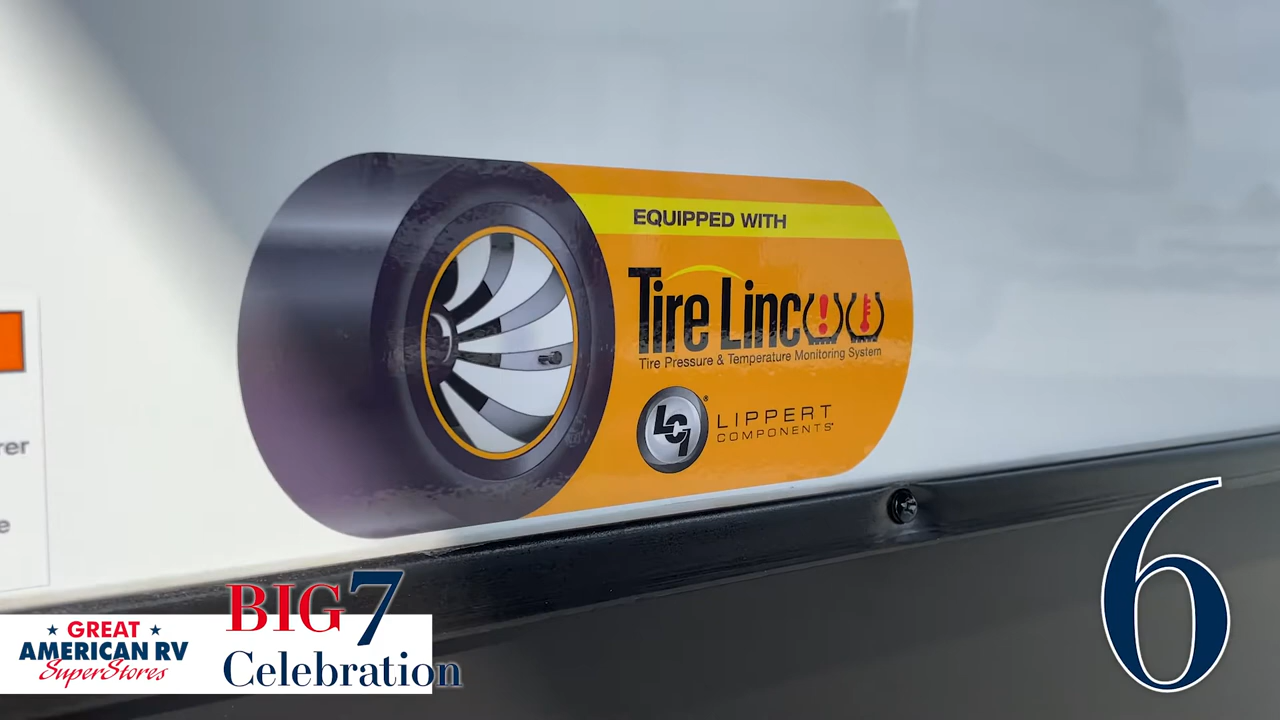 EQUIPPED WITH
Tire Linc
Tire Pressure & Temperature Monitoring System
LCI®
LIPPERT
COMPONENTS
rer
e
BIG 7
Celebration
GREAT
AMERICAN RV
SuperStores
6